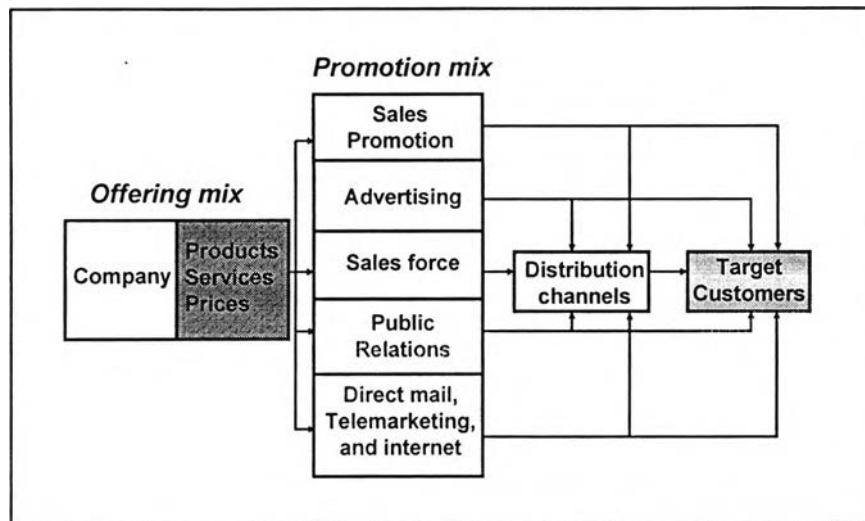 Promotion mix
Sales
Promotion
Offering mix
Advertising
Company
Products
Services
Prices
Sales force
Distribution
channels
Target
Customers
Public
Relations
Direct mail,
Telemarketing,
and internet